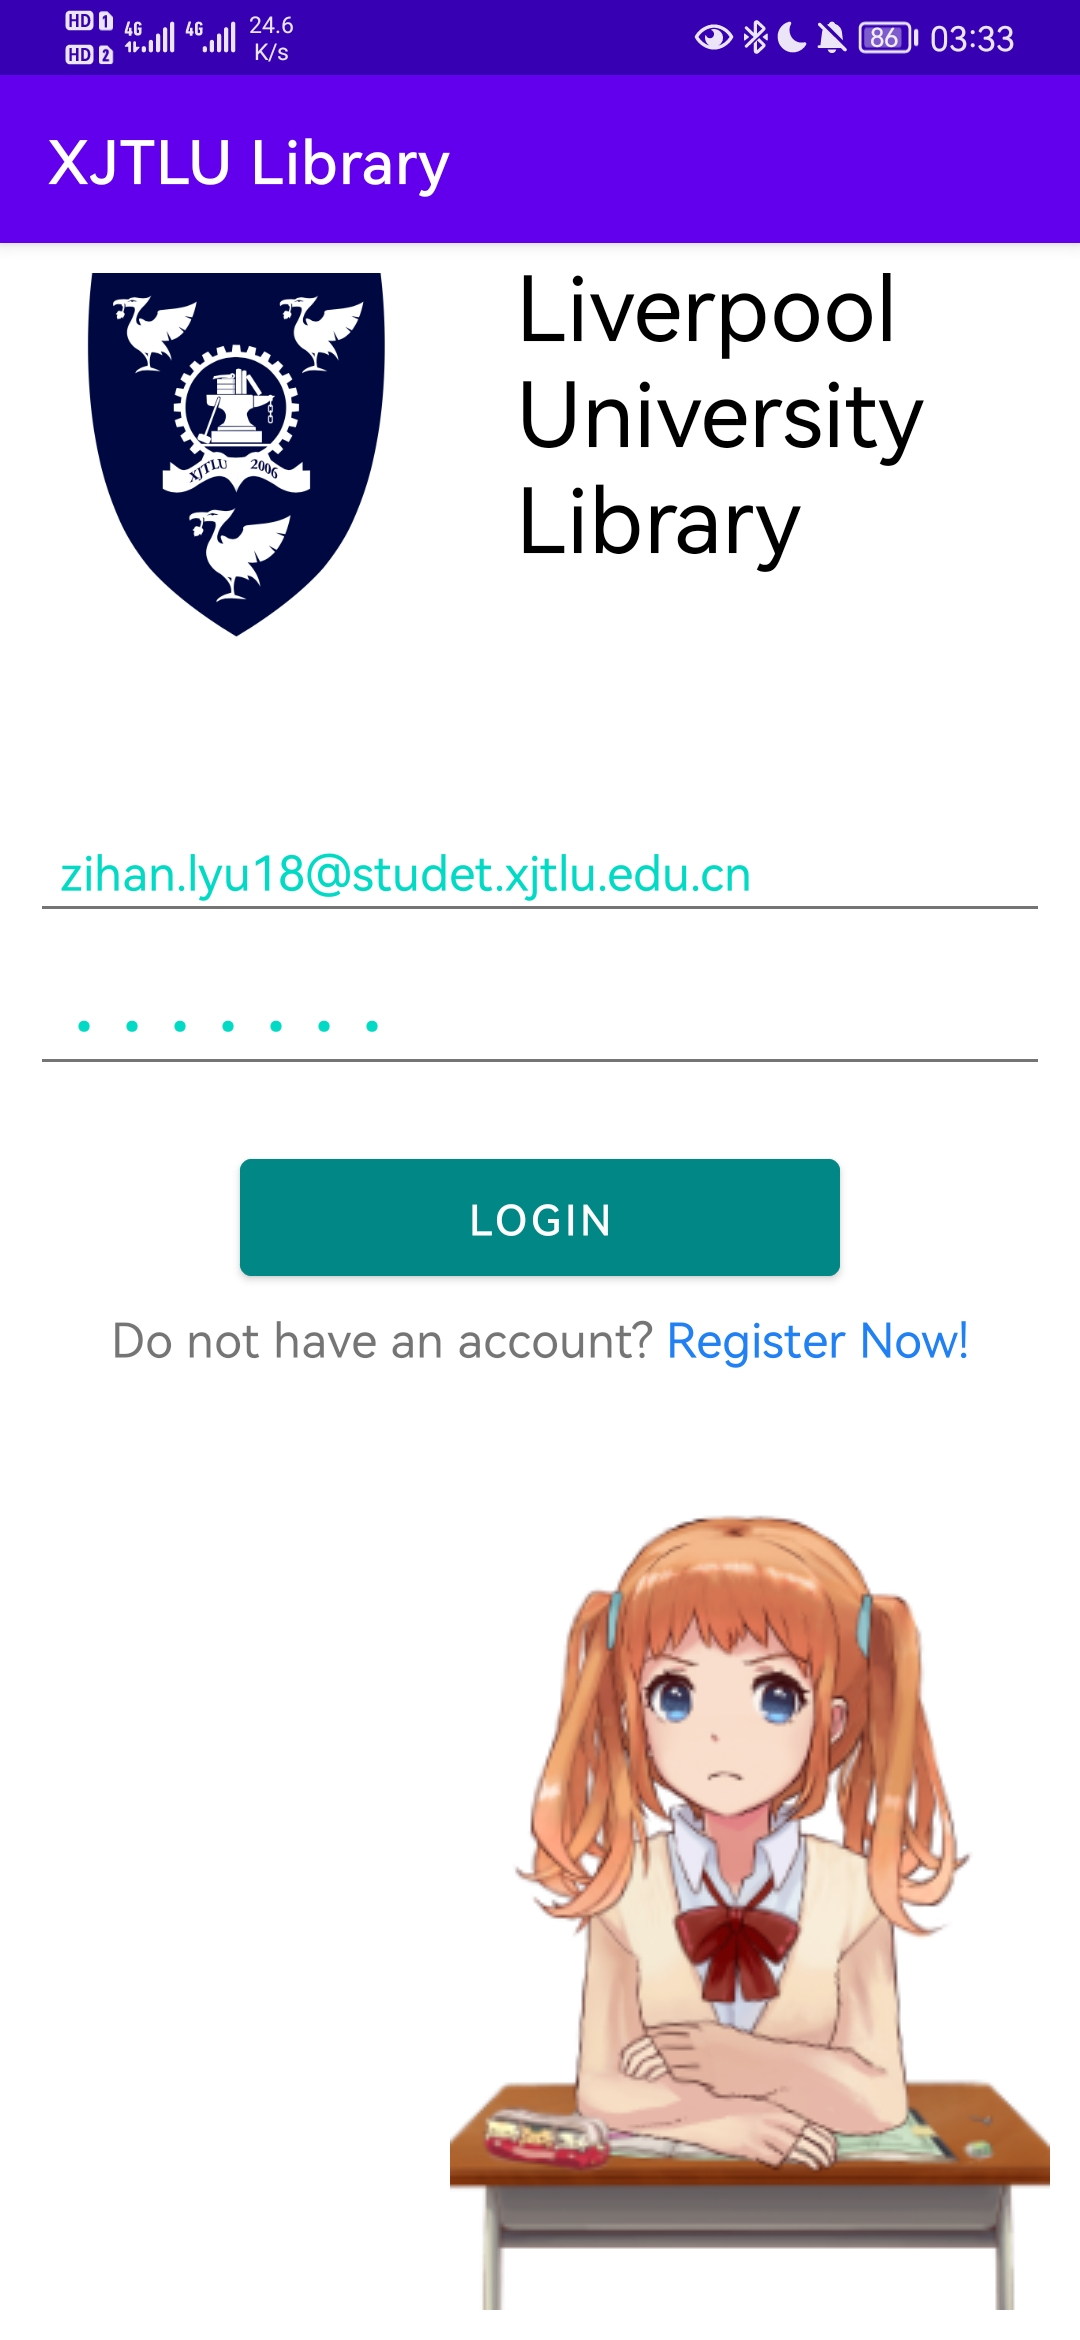 HD 1 4G 4G 24.6
HD 2 K/s
86 03:33
XJTLU Library
Liverpool
University
Library
XJTLU 2006
zihan.lyu18@studet.xjtlu.edu.cn
LOGIN
Do not have an account? Register Now!